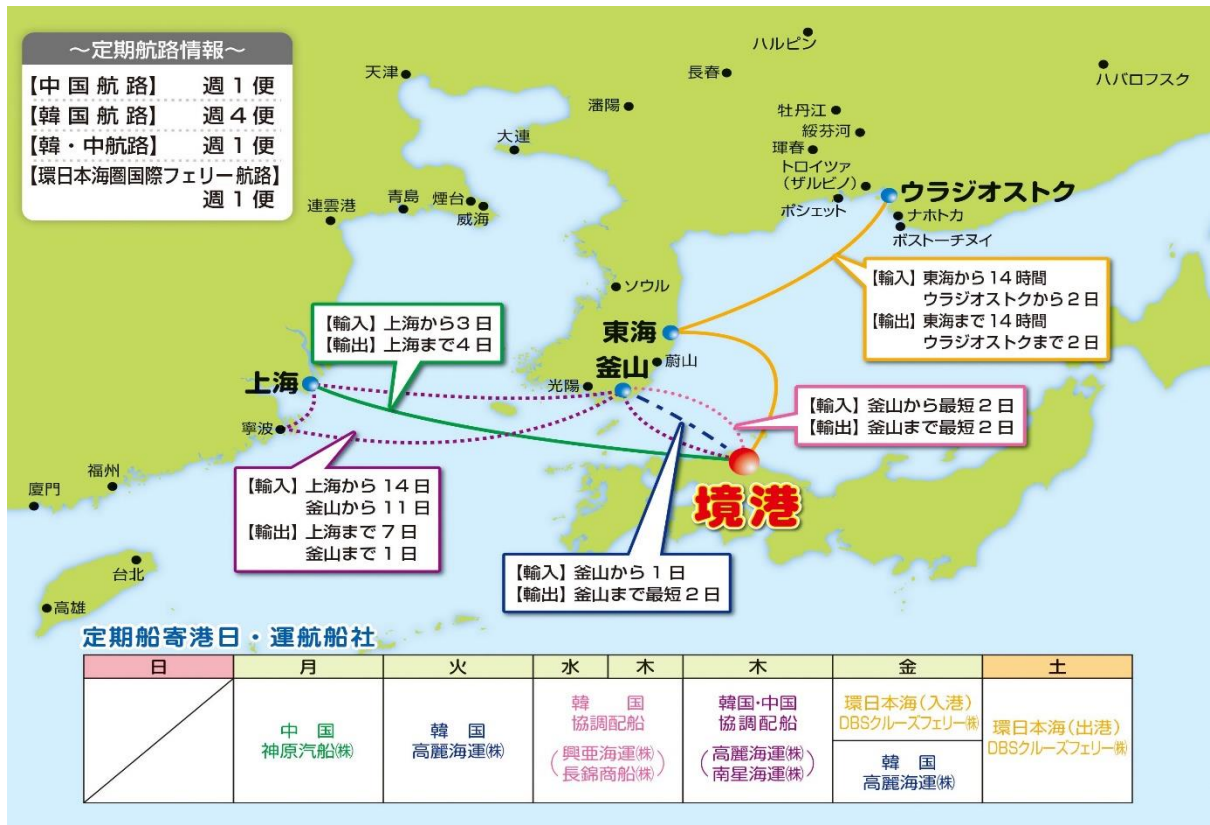 ～定期航路情報～
【中 国 航 路】 週 1 便
【韓 国 航 路】 週 4 便
【韓・中航路】 週 1 便
【環日本海圏国際フェリー航路】
週 1 便
ハルピン
天津
長春
ハバロフスク
瀋陽
牡丹江
綏芬河
大連
琿春
トロイツァ
(ザルビノ)
ウラジオストク
連雲港
青島
煙台
威海
ポシェット
ナホトカ
ボストーチヌイ
【輸入】東海から 14 時間
ウラジオストクから 2 日
【輸出】東海まで 14 時間
ウラジオストクまで 2 日
ソウル
【輸入】上海から 3 日
【輸出】上海まで 4 日
東海
釜山
蔚山
光陽
上海
【輸入】釜山から最短 2 日
【輸出】釜山まで最短 2 日
寧波
福州
廈門
【輸入】上海から 14 日
釜山から 11 日
【輸出】上海まで 7 日
釜山まで 1 日
境港
【輸入】釜山から 1 日
【輸出】釜山まで最短 2 日
台北
高雄
定期船寄港日・運航船社
日 月 火 水 木 木 金 土
中 国
神原汽船㈱
韓 国
高麗海運㈱
韓 国
協調配船
(興亜海運㈱
長錦商船㈱)
韓国・中国
協調配船
(高麗海運㈱
南星海運㈱)
環日本海(入港)
DBSクルーズフェリー㈱
韓 国
高麗海運㈱
環日本海(出港)
DBSクルーズフェリー㈱